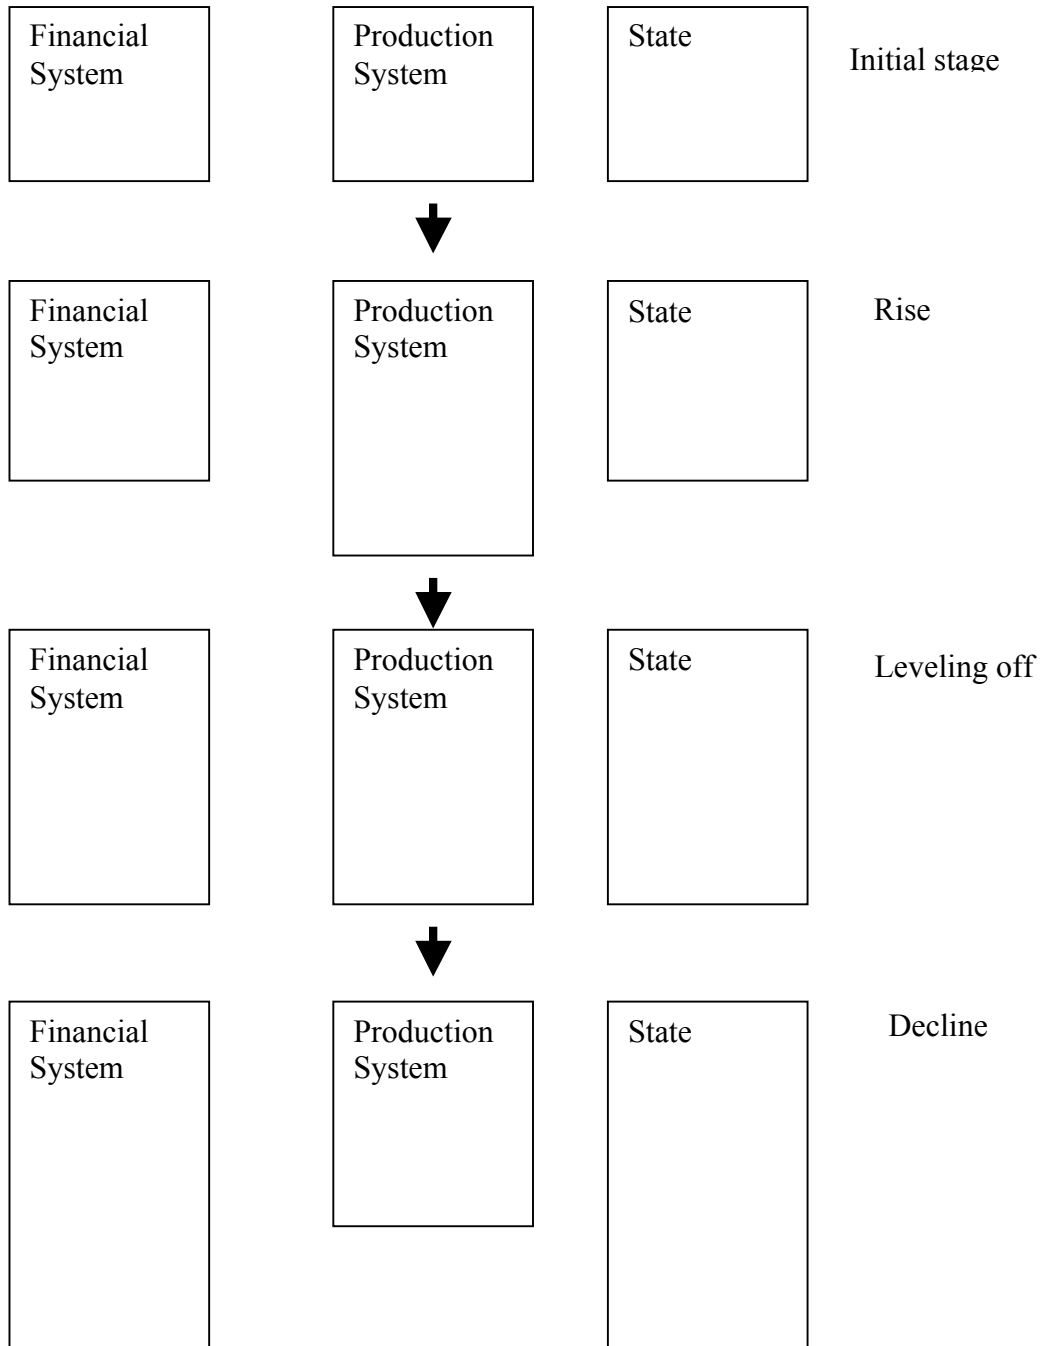 Financial
System
Production
System
State
Initial stage
Financial
System
Production
System
State
Rise
Financial
System
Production
System
State
Leveling off
Financial
System
Production
System
State
Decline